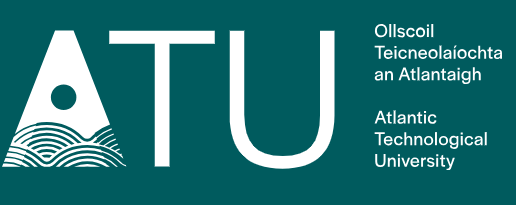 ATU
Ollscoil
Teicneolaíochta
an Atlantaigh
Atlantic
Technological
University